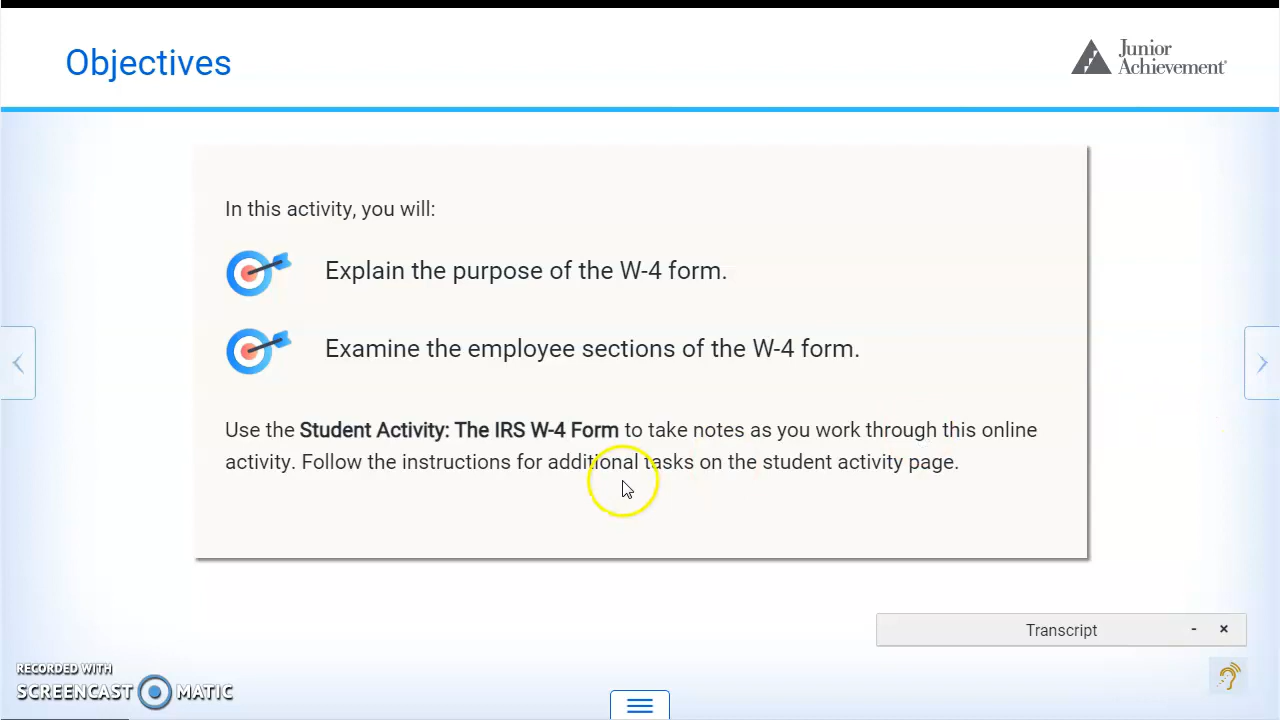 Objectives
Junior
Achievement®
In this activity, you will:
Explain the purpose of the W-4 form.
Examine the employee sections of the W-4 form.
Use the Student Activity: The IRS W-4 Form to take notes as you work through this online
activity. Follow the instructions for additional tasks on the student activity page.
Transcript - ×
RECORDED WITH
SCREENCAST MATIC